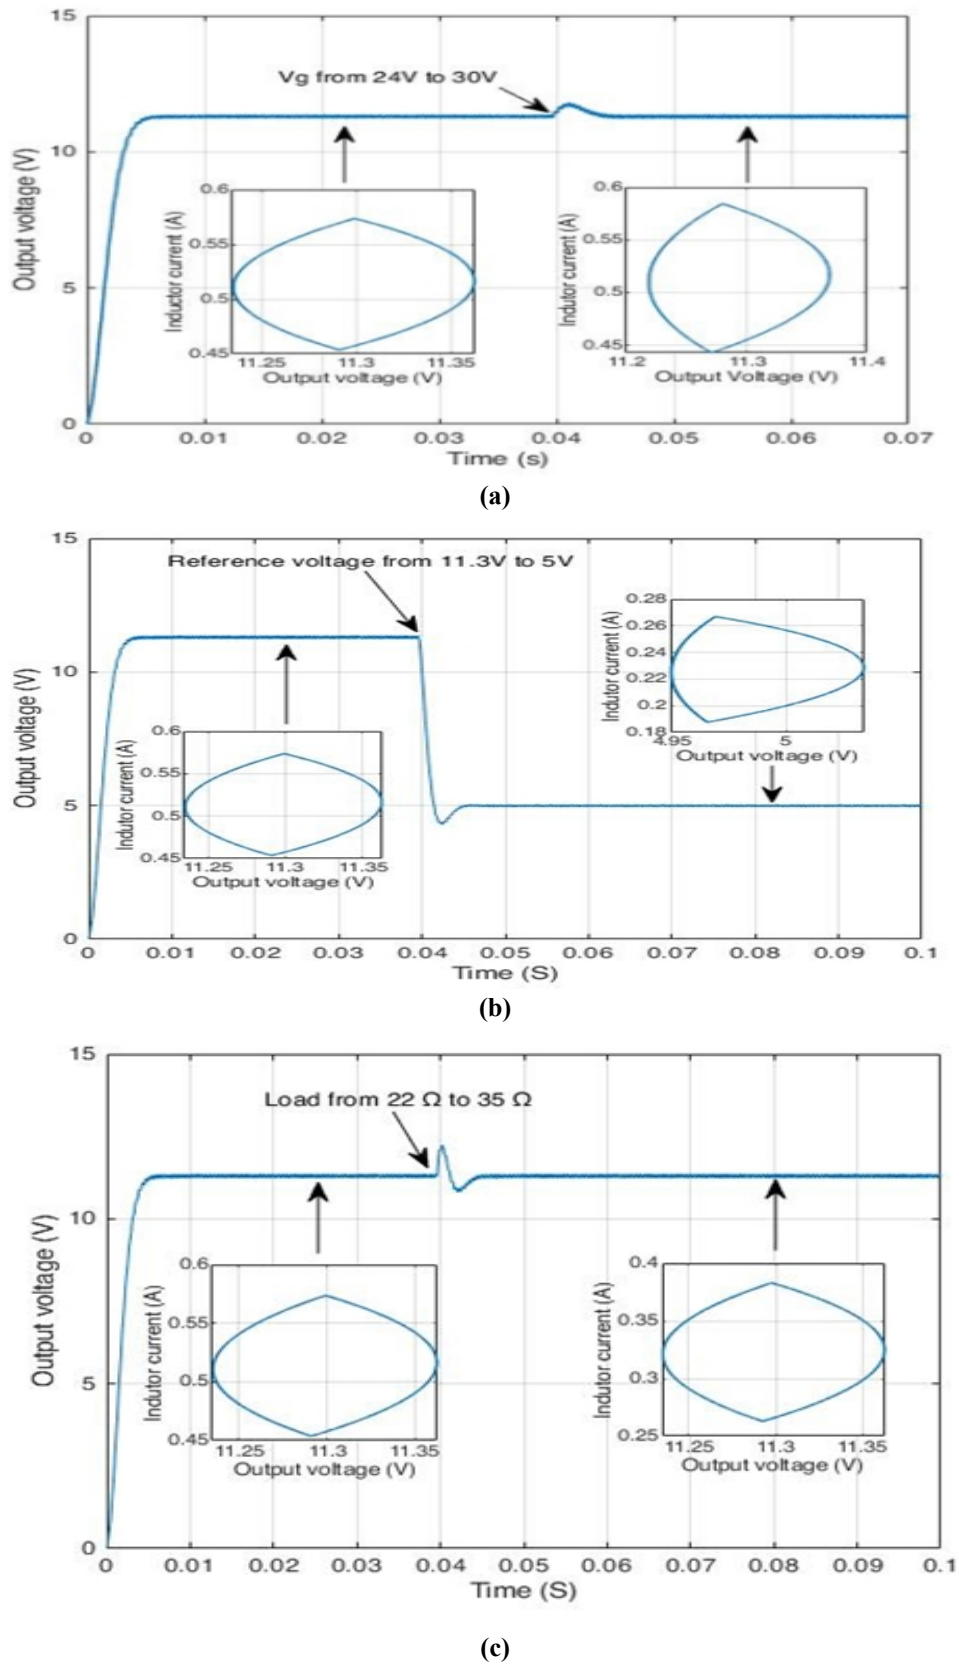 15
Vg from 24V to 30V
10
Output voltage (V)
0.6
0.55
0.5
0.45
Inductor current (A)
11.25 11.3 11.35
Output voltage (V)
0.6
0.55
0.5
0.45
Indutor current (A)
11.2 11.3 11.4
Output Voltage (V)
5
0
0 0.01 0.02 0.03 0.04 0.05 0.06 0.07
Time (s)
(a)
15
Reference voltage from 11.3V to 5V
10
Output voltage (V)
0.28
0.26
0.24
0.22
0.2
0.18
Indutor current (A)
4.95 5
Output voltage (V)
0.6
0.55
0.5
0.45
Indutor current (A)
11.25 11.3 11.35
Output voltage (V)
5
0
0 0.01 0.02 0.03 0.04 0.05 0.06 0.07 0.08 0.09 0.1
Time (S)
(b)
15
Load from 22 Ω to 35 Ω
10
Output voltage (V)
0.6
0.55
0.5
0.45
Indutor current (A)
11.25 11.3 11.35
Output voltage (V)
0.4
0.35
0.3
0.25
Indutor current (A)
11.25 11.3 11.35
Output voltage (V)
5
0
0 0.01 0.02 0.03 0.04 0.05 0.06 0.07 0.08 0.09 0.1
Time (S)
(c)